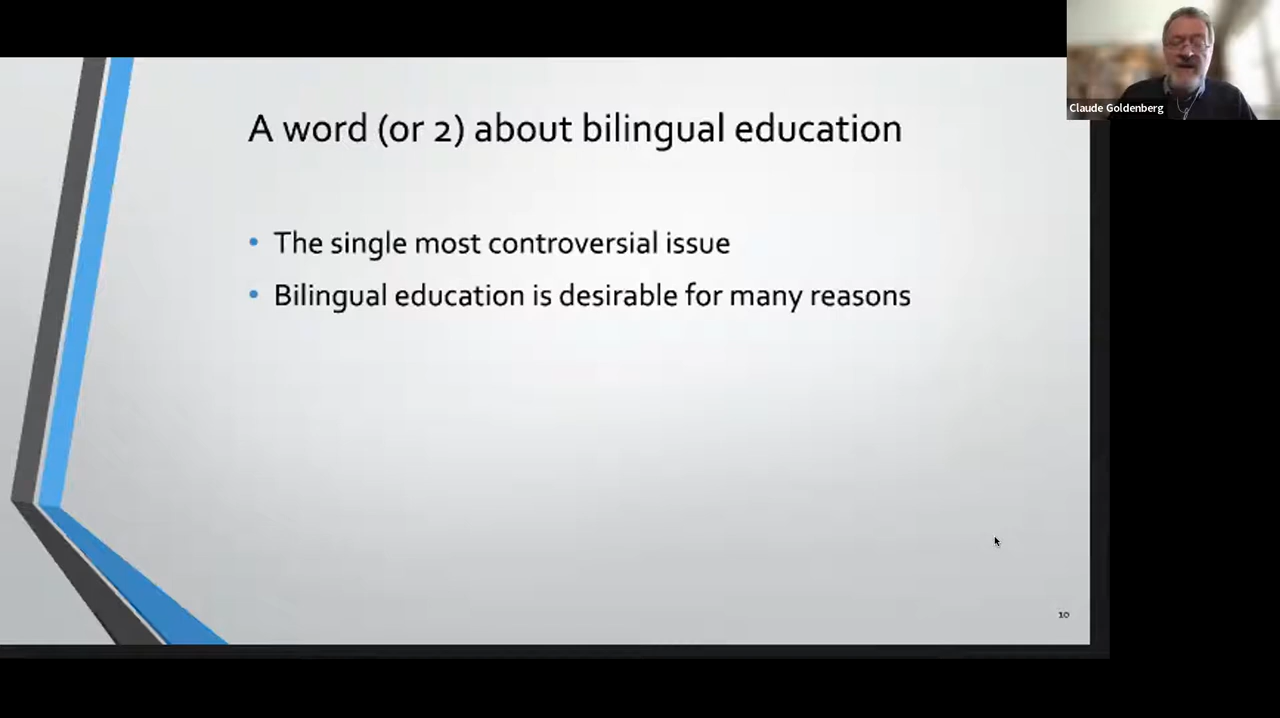 Claude Goldenberg
A word (or 2) about bilingual education
• The single most controversial issue
• Bilingual education is desirable for many reasons
10